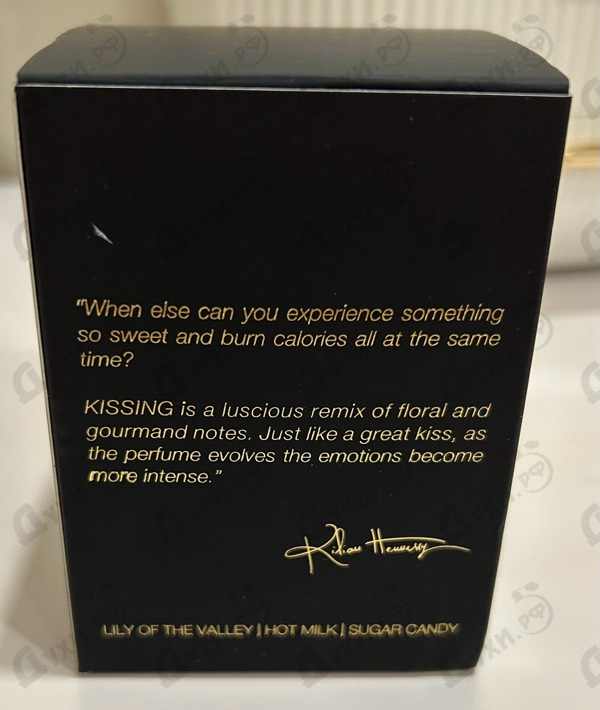 "When else can you experience something
so sweet and burn calories all at the same
time?
KISSING is a luscious remix of floral and
gourmand notes. Just like a great kiss, as
the perfume evolves the emotions become
more intense."
Kilian Hennessy
LILY OF THE VALLEY | HOT MILK | SUGAR CANDY